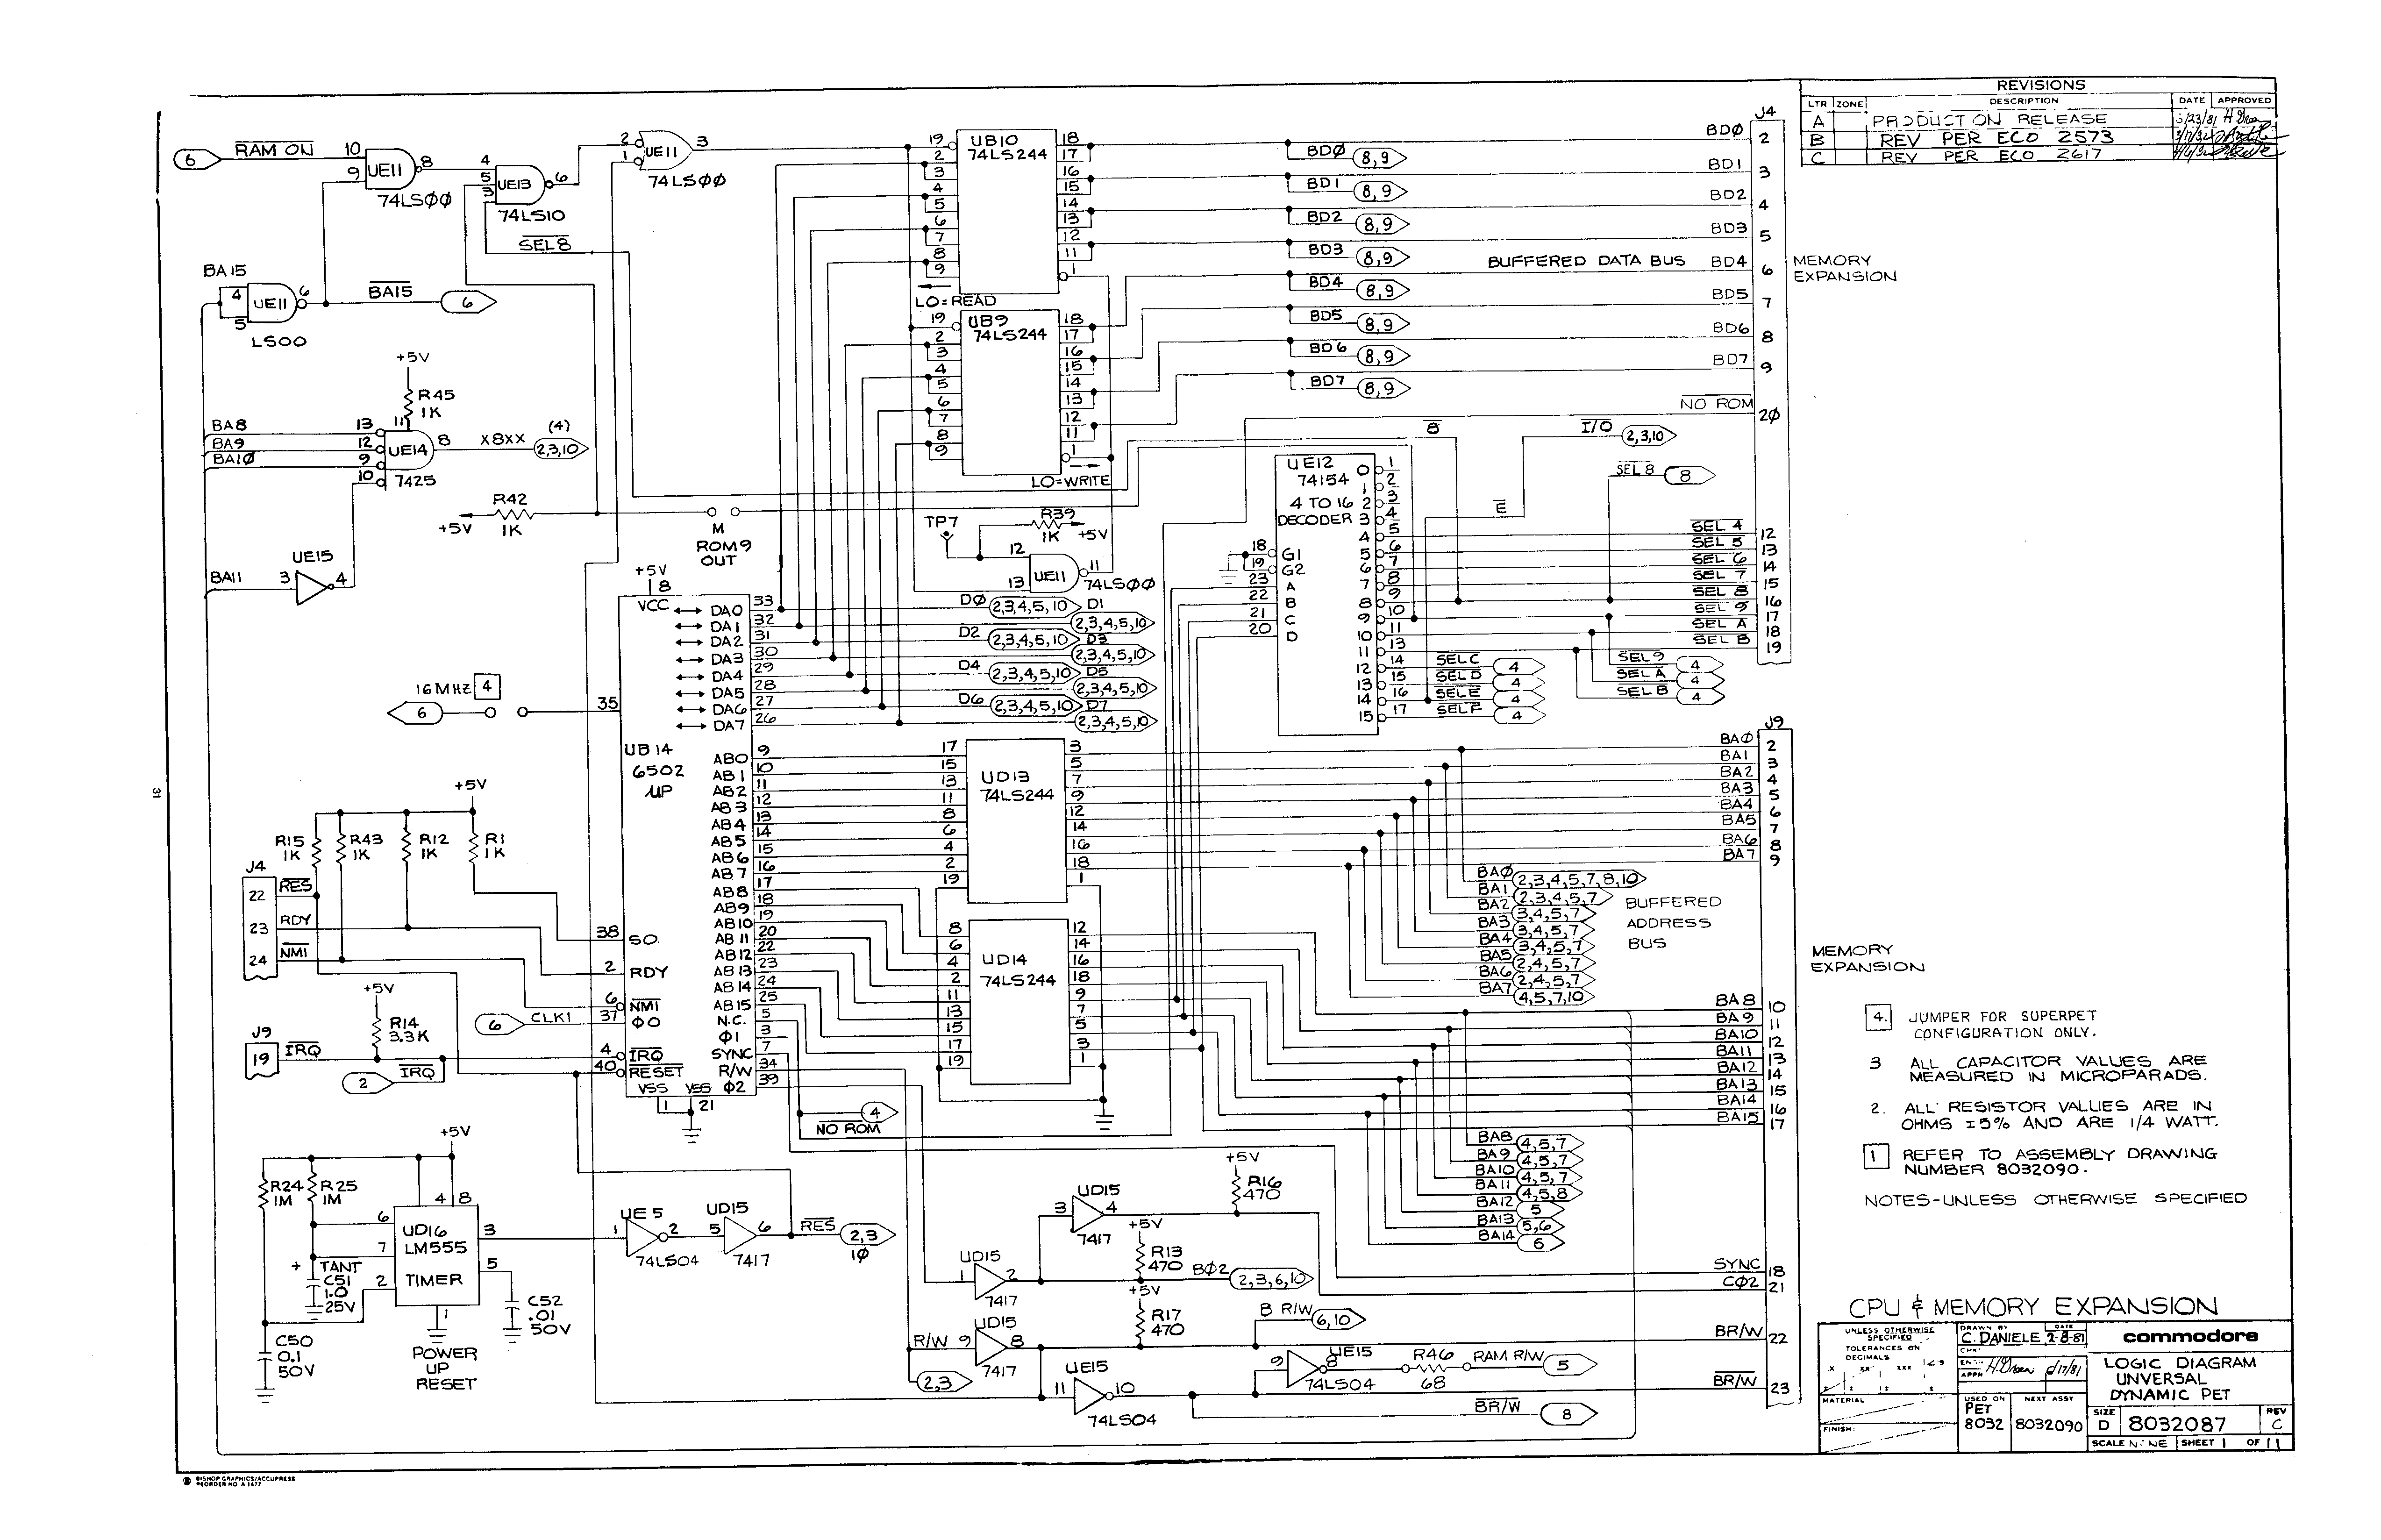 REVISIONS
LTR ZONE DESCRIPTION DATE APPROVED
A PRODUCTION RELEASE
B REV PER ECO 2573
C REV PER ECO 2617
6 RAM ON 10 9 UE11 8 74LS00
4 5 3 UE13 6 74LS10
2 1 UE11 3 74LS00
SEL8
BA15 4 5 UE11 6 LS00
BA15 6
+5V
R45 1K
BA8 13
BA9 12
BA10 9
10 11 UE14 8 7425
X8XX (4) 2,3,10
R42 1K +5V
M ROM9 OUT
BA11 3 UE15 4
19 UB10 74LS244 18
2 17
3 16
4 15
5 14
6 13
7 12
8 11
9 1
LO=READ
19 UB9 74LS244 18
2 17
3 16
4 15
5 14
6 13
7 12
8 11
9 1
LO=WRITE
TP7 R39 1K +5V
12 13 UE11 11 74LS00
J4
BD0 2
BD1 3
BD2 4
BD3 5
BUFFERED DATA BUS BD4 6
BD5 7
BD6 8
BD7 9
NO ROM 20
BD0 8,9
BD1 8,9
BD2 8,9
BD3 8,9
BD4 8,9
BD5 8,9
BD6 8,9
BD7 8,9
MEMORY EXPANSION
8 I/O 2,3,10
SEL 8 8
E
UE12 74154 4 TO 16 DECODER
18 G1
19 G2
23 A
22 B
21 C
20 D
0 1
1 2
2 3
3 4
4 5
5 6
6 7
7 8
8 9
9 10
10 11
11 13
12 14 SELC 4
13 15 SELD 4
14 16 SELE 4
15 17 SELF 4
SEL 4 12
SEL 5 13
SEL 6 14
SEL 7 15
SEL 8 16
SEL 9 17
SEL A 18
SEL B 19
SEL9 4
SEL A 4
SEL B 4
+5V
8
VCC
DA0 33
DA1 32
DA2 31
DA3 30
DA4 29
DA5 28
DA6 27
DA7 26
D0 2,3,4,5,10
D1 2,3,4,5,10
D2 2,3,4,5,10
D3 2,3,4,5,10
D4 2,3,4,5,10
D5 2,3,4,5,10
D6 2,3,4,5,10
D7 2,3,4,5,10
16MHZ 4
6 35
UB14
6502
μP
AB0 9
AB1 10
AB2 11
AB3 12
AB4 13
AB5 14
AB6 15
AB7 16
AB8 17
AB9 18
AB10 19
AB11 20
AB12 22
AB13 23
AB14 24
AB15 25
N.C. 5
Φ1 3
SYNC 7
R/W 34
Φ2 39
38 SO
2 RDY
6 NMI
37 Φ0
4 IRQ
40 RESET
VSS VSS
1 21
+5V
R15 1K
R43 1K
R12 1K
R1 1K
J4
22 RES
23 RDY
24 NMI
+5V
R14 3.3K
6 CLK1
J9
19 IRQ
2 IRQ
17 UD13 74LS244 3
15 5
13 7
11 9
8 12
6 14
4 16
2 18
19 1
8 UD14 74LS244 12
6 14
4 16
2 18
11 9
13 7
15 5
17 3
19 1
J9
BA0 2
BA1 3
BA2 4
BA3 5
BA4 6
BA5 7
BA6 8
BA7 9
BA0 2,3,4,5,7,8,10
BA1 2,3,4,5,7
BA2 3,4,5,7
BA3 3,4,5,7
BA4 3,4,5,7
BA5 2,4,5,7
BA6 2,4,5,7
BA7 4,5,7,10
BUFFERED
ADDRESS
BUS
BA8 10
BA9 11
BA10 12
BA11 13
BA12 14
BA13 15
BA14 16
BA15 17
BA8 4,5,7
BA9 4,5,7
BA10 4,5,7
BA11 4,5,8
BA12 5
BA13 5,6
BA14 6
MEMORY
EXPANSION
4
NO ROM
+5V
R24 1M
R25 1M
4 8
6 UD16 3
7 LM555 5
2 TIMER
1
+ TANT C51 1.0 25V
C50 0.1 50V
C52 .01 50V
POWER
UP
RESET
1 UE5 2 74LS04
5 UD15 6 7417
RES 2,3 10
3 UD15 4 7417
+5V R16 470
1 UD15 2 7417
+5V R13 470
BΦ2 2,3,6,10
+5V R17 470
R/W 9 UD15 8 7417
2,3
B R/W 6,10
11 UE15 10 74LS04
9 UE15 8 74LS04
R46 68 RAM R/W 5
BR/W 8
SYNC 18
CΦ2 21
BR/W 22
BR/W 23
4. JUMPER FOR SUPERPET
CONFIGURATION ONLY.
3 ALL CAPACITOR VALUES ARE
MEASURED IN MICROFARADS.
2. ALL RESISTOR VALUES ARE IN
OHMS ±5% AND ARE 1/4 WATT.
1 REFER TO ASSEMBLY DRAWING
NUMBER 8032090.
NOTES-UNLESS OTHERWISE SPECIFIED
CPU & MEMORY EXPANSION
UNLESS OTHERWISE
SPECIFIED
TOLERANCES ON
DECIMALS
MATERIAL
FINISH:
DRAWN BY DATE
C. DANIELE 2-8-81
USED ON NEXT ASSY
PET
8032 8032090
commodore
LOGIC DIAGRAM
UNVERSAL
DYNAMIC PET
SIZE D 8032087 REV C
SCALE NONE SHEET 1 OF 11
31
BISHOP GRAPHICS/ACCUPRESS
REORDER NO. A 1477